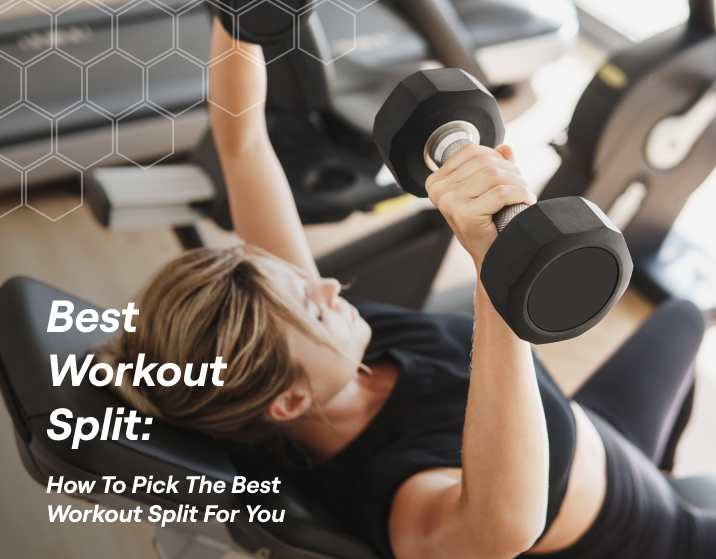 Best
Workout
Split:
How To Pick The Best
Workout Split For You